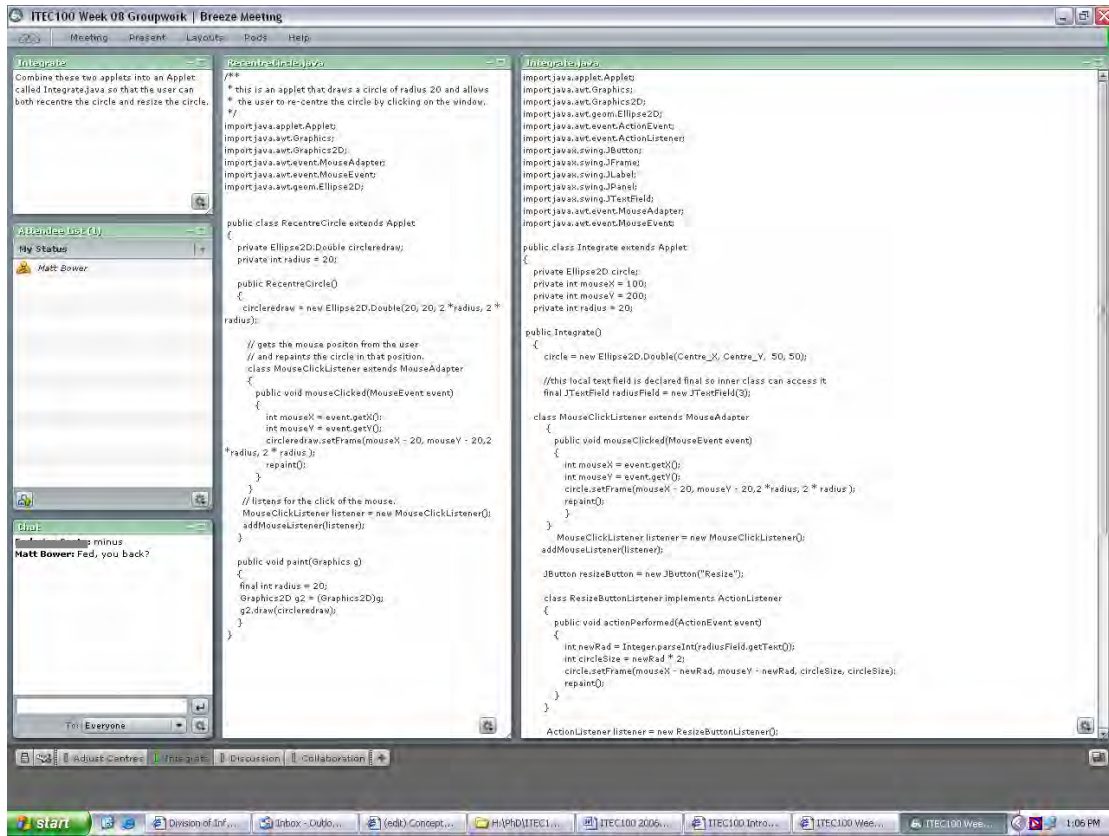 ITEC100 Week 08 Groupwork | Breeze Meeting
Meeting Present Layouts Pods Help
Integrate
Combine these two applets into an Applet
called Integrate.java so that the user can
both recentre the circle and resize the circle.
Attendee List (1)
My Status
Matt Bower
Chat
: minus
Matt Bower: Fed, you back?
To: Everyone
RecentreCircle.java
/**
* this is an applet that draws a circle of radius 20 and allows
* the user to re-centre the circle by clicking on the window.
*/
import java.applet.Applet;
import java.awt.Graphics;
import java.awt.Graphics2D;
import java.awt.event.MouseAdapter;
import java.awt.event.MouseEvent;
import java.awt.geom.Ellipse2D;
public class RecentreCircle extends Applet
{
private Ellipse2D.Double circleredraw;
private int radius = 20;
public RecentreCircle()
{
circleredraw = new Ellipse2D.Double(20, 20, 2 *radius, 2 *
radius);
// gets the mouse positon from the user
// and repaints the circle in that position.
class MouseClickListener extends MouseAdapter
{
public void mouseClicked(MouseEvent event)
{
int mouseX = event.getX();
int mouseY = event.getY();
circleredraw.setFrame(mouseX - 20, mouseY - 20,2
*radius, 2 * radius );
repaint();
}
}
// listens for the click of the mouse.
MouseClickListener listener = new MouseClickListener();
addMouseListener(listener);
}
public void paint(Graphics g)
{
final int radius = 20;
Graphics2D g2 = (Graphics2D)g;
g2.draw(circleredraw);
}
}
Integrate.java
import java.applet.Applet;
import java.awt.Graphics;
import java.awt.Graphics2D;
import java.awt.geom.Ellipse2D;
import java.awt.event.ActionEvent;
import java.awt.event.ActionListener;
import javax.swing.JButton;
import javax.swing.JFrame;
import javax.swing.JLabel;
import javax.swing.JPanel;
import javax.swing.JTextField;
import java.awt.event.MouseAdapter;
import java.awt.event.MouseEvent;
public class Integrate extends Applet
{
private Ellipse2D circle;
private int mouseX = 100;
private int mouseY = 200;
private int radius = 20;
public Integrate()
{
circle = new Ellipse2D.Double(Centre_X, Centre_Y, 50, 50);
//this local text field is declared final so inner class can access it
final JTextField radiusField = new JTextField(3);
class MouseClickListener extends MouseAdapter
{
public void mouseClicked(MouseEvent event)
{
int mouseX = event.getX();
int mouseY = event.getY();
circle.setFrame(mouseX - 20, mouseY - 20,2 *radius, 2 * radius );
repaint();
}
}
MouseClickListener listener = new MouseClickListener();
addMouseListener(listener);
JButton resizeButton = new JButton("Resize");
class ResizeButtonListener implements ActionListener
{
public void actionPerformed(ActionEvent event)
{
int newRad = Integer.parseInt(radiusField.getText());
int circleSize = newRad * 2;
circle.setFrame(mouseX - newRad, mouseY - newRad, circleSize, circleSize);
repaint();
}
}
ActionListener listener = new ResizeButtonListener();
Adjust Centres Integrate Discussion Collaboration
start Division of Inf... Inbox - Outlo... (edit) Concept... H:\PhD\ITEC1... ITEC100 2006... ITEC100 Intro... ITEC100 Wee... ITEC100 Wee... 1:06 PM